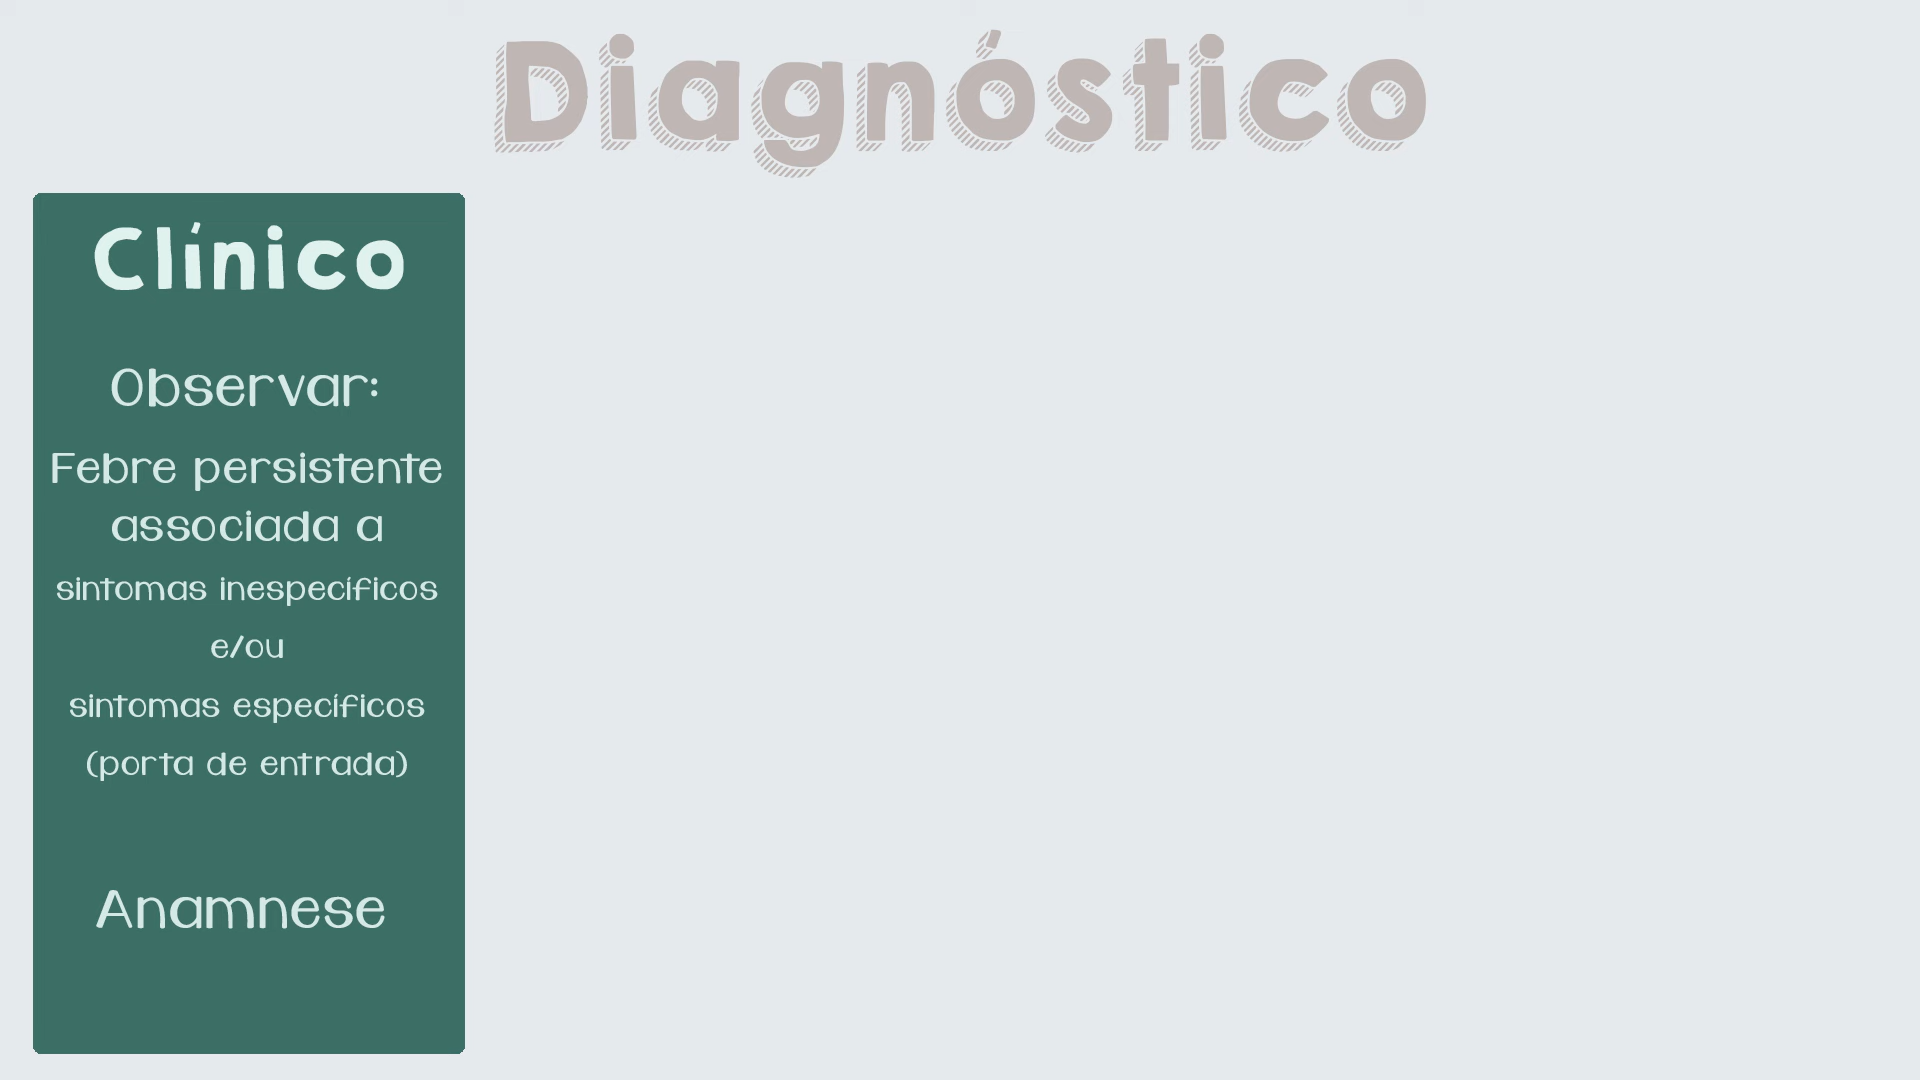 Diagnóstico
Clínico
Observar:
Febre persistente
associada a
sintomas inespecíficos
e/ou
sintomas específicos
(porta de entrada)
Anamnese